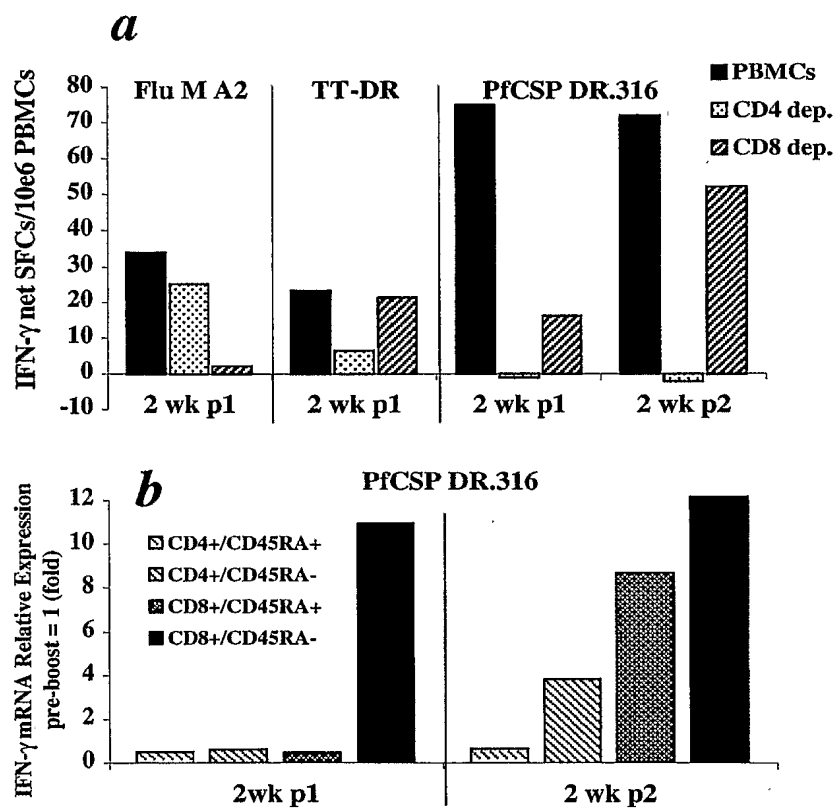 a
IFN-γ net SFCs/10e6 PBMCs
80
70
60
50
40
30
20
10
0
-10
Flu M A2
TT-DR
PfCSP DR.316
PBMCs
CD4 dep.
CD8 dep.
2 wk p1
2 wk p1
2 wk p1
2 wk p2
b
PfCSP DR.316
IFN-γ mRNA Relative Expression
pre-boost = 1 (fold)
12
10
8
6
4
2
0
CD4+/CD45RA+
CD4+/CD45RA-
CD8+/CD45RA+
CD8+/CD45RA-
2wk p1
2 wk p2